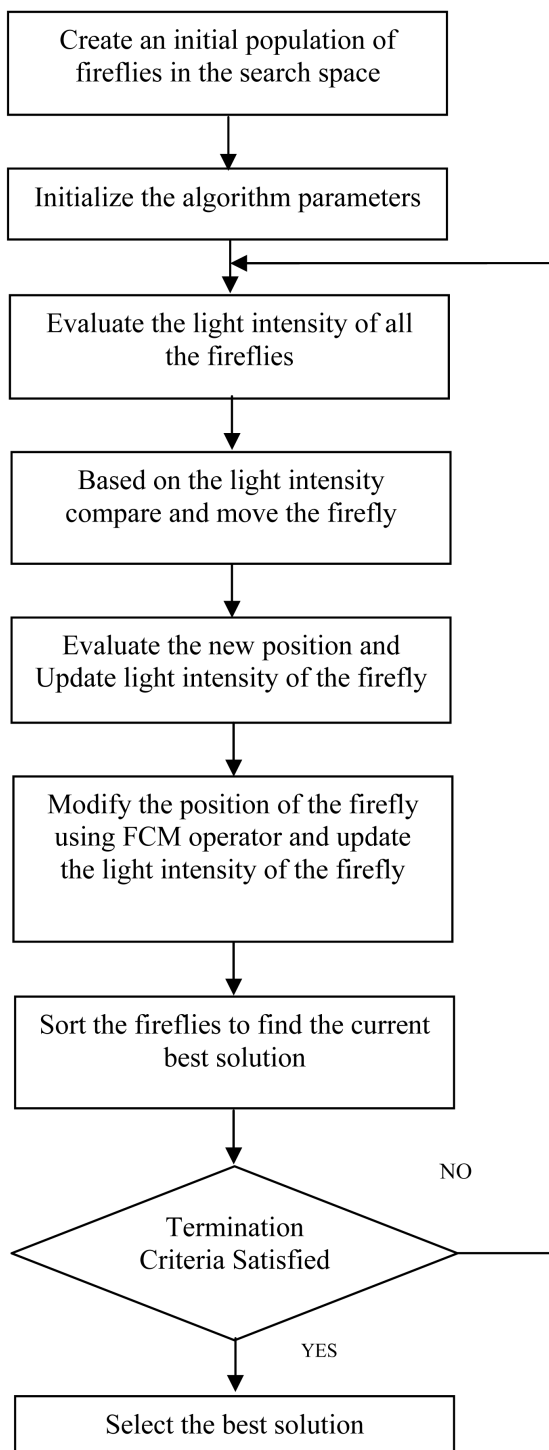 Create an initial population of
fireflies in the search space
Initialize the algorithm parameters
Evaluate the light intensity of all
the fireflies
Based on the light intensity
compare and move the firefly
Evaluate the new position and
Update light intensity of the firefly
Modify the position of the firefly
using FCM operator and update
the light intensity of the firefly
Sort the fireflies to find the current
best solution
NO
Termination
Criteria Satisfied
YES
Select the best solution